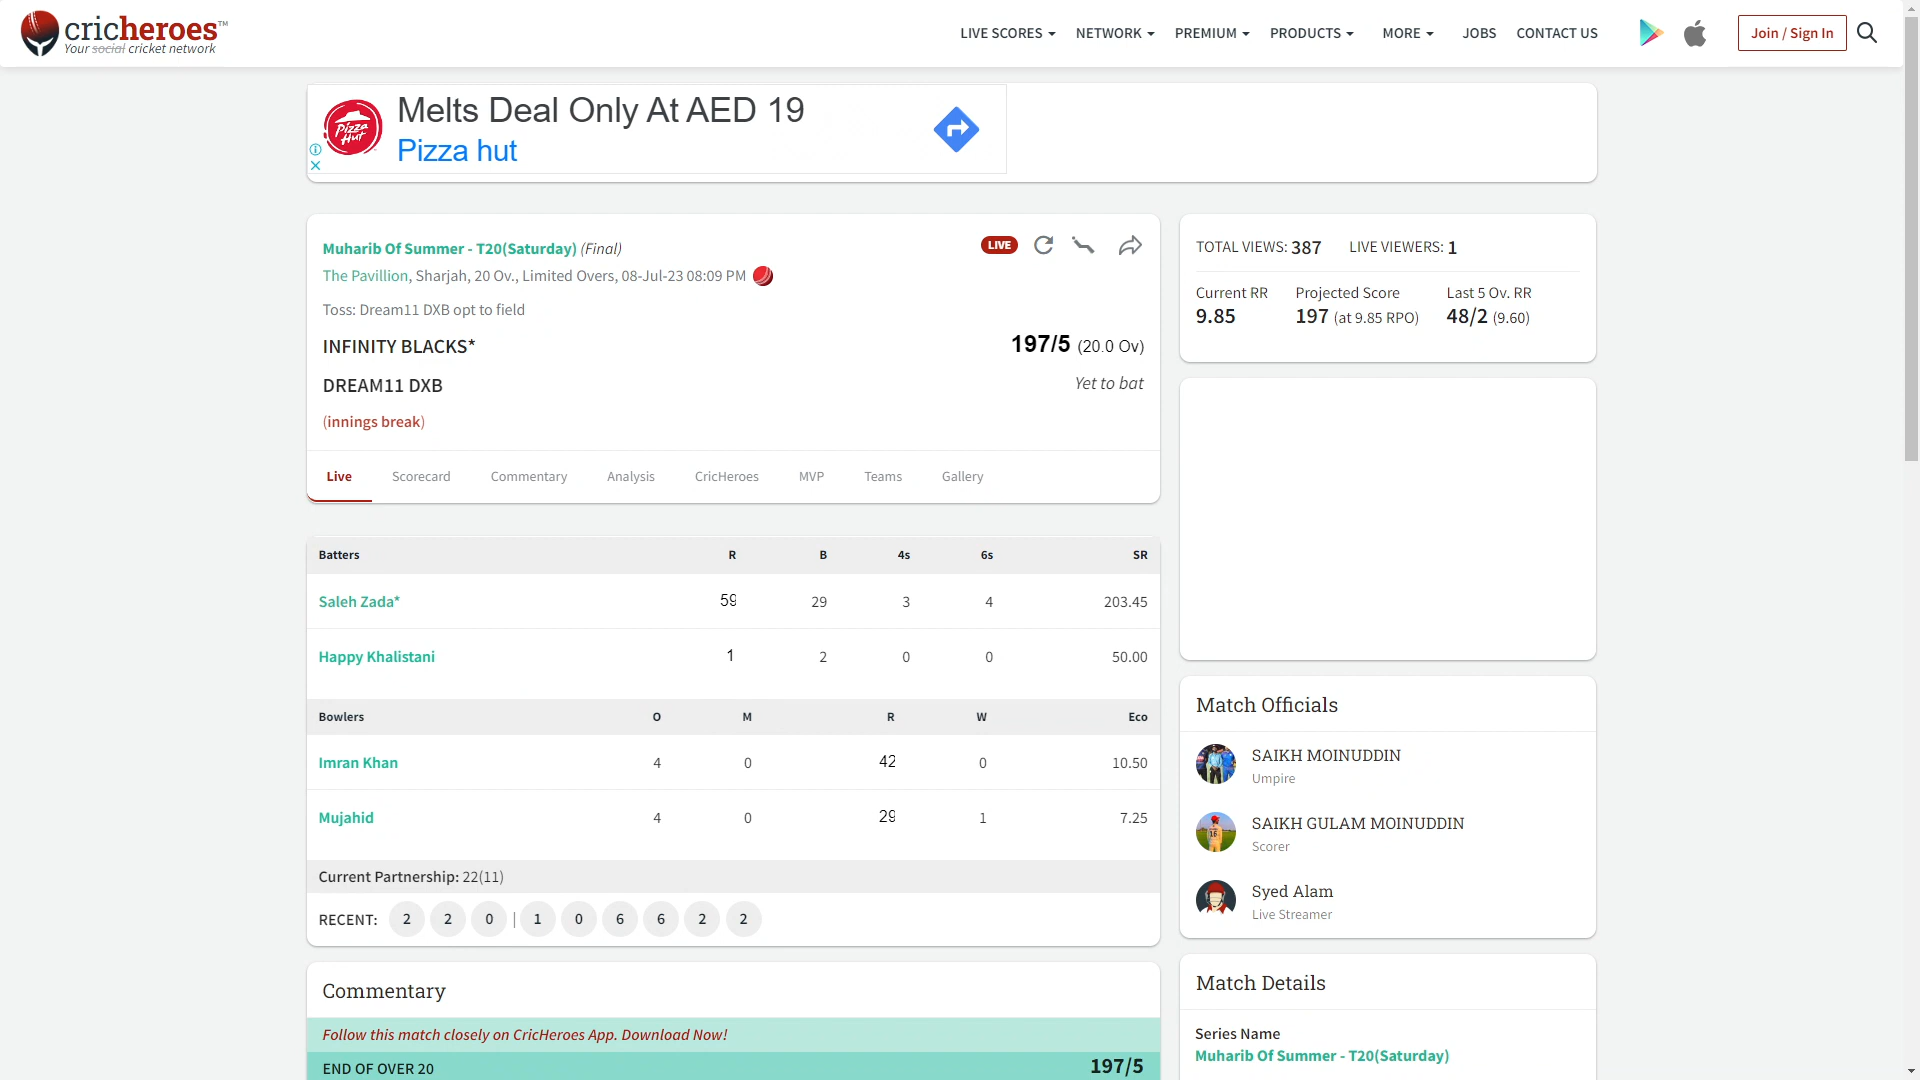 cricheroes™
Your social cricket network
LIVE SCORES NETWORK PREMIUM PRODUCTS MORE JOBS CONTACT US Join / Sign In
Melts Deal Only At AED 19
Pizza Hut
Pizza hut
Muharib Of Summer - T20(Saturday) (Final)
LIVE
The Pavillion, Sharjah, 20 Ov., Limited Overs, 08-Jul-23 08:09 PM
Toss: Dream11 DXB opt to field
INFINITY BLACKS* 197/5 (20.0 Ov)
DREAM11 DXB Yet to bat
(innings break)
Live Scorecard Commentary Analysis CricHeroes MVP Teams Gallery
Batters R B 4s 6s SR
Saleh Zada* 59 29 3 4 203.45
Happy Khalistani 1 2 0 0 50.00
Bowlers O M R W Eco
Imran Khan 4 0 42 0 10.50
Mujahid 4 0 29 1 7.25
Current Partnership: 22(11)
RECENT: 2 2 0 | 1 0 6 6 2 2
Commentary
Follow this match closely on CricHeroes App. Download Now!
END OF OVER 20 197/5
TOTAL VIEWS: 387 LIVE VIEWERS: 1
Current RR Projected Score Last 5 Ov. RR
9.85 197 (at 9.85 RPO) 48/2 (9.60)
Match Officials
SAIKH MOINUDDIN
Umpire
SAIKH GULAM MOINUDDIN
Scorer
Syed Alam
Live Streamer
Match Details
Series Name
Muharib Of Summer - T20(Saturday)